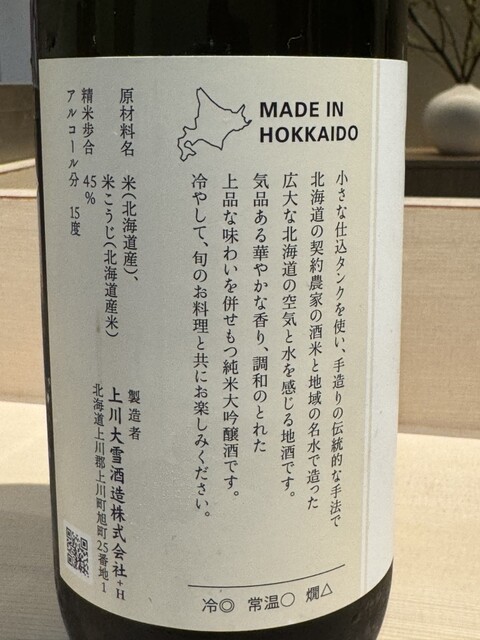 MADE IN
HOKKAIDO
小さな仕込タンクを使い、手造りの伝統的な手法で
北海道の契約農家の酒米と地域の名水で造った
広大な北海道の空気と水を感じる地酒です。
気品ある華やかな香り、調和のとれた
上品な味わいを併せもつ純米大吟醸酒です。
冷やして、旬のお料理と共にお楽しみください。
原材料名 米(北海道産)、
米こうじ(北海道産米)
精米歩合 45%
アルコール分 15度
製造者
上川大雪酒造株式会社+H
北海道上川郡上川町旭町25番地1
冷◎ 常温○ 燗△